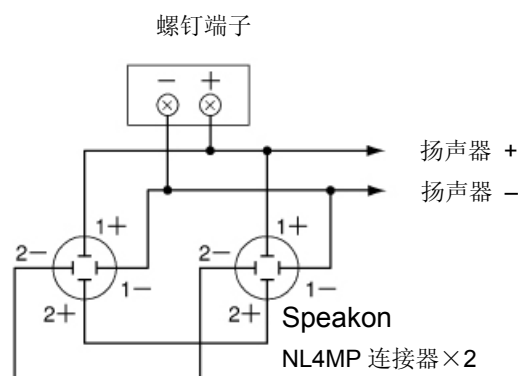 螺钉端子
− +
扬声器 +
扬声器 −
1+ 1+
2− 2−
1− 1−
2+ 2+ Speakon
NL4MP 连接器×2